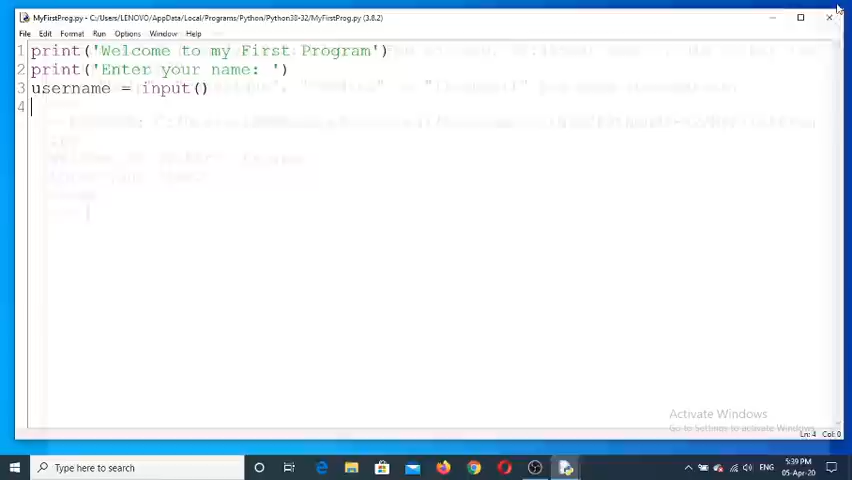 MyFirstProg.py - C:/Users/LENOVO/AppData/Local/Programs/Python/Python38-32/MyFirstProg.py (3.8.2)
File Edit Format Run Options Window Help
1 print('Welcome to my First Program')
2 print('Enter your name: ')
3 username = input()
4
Activate Windows
Go to Settings to activate Windows.
Ln: 4 Col: 0
Type here to search
ENG
5:39 PM
05-Apr-20